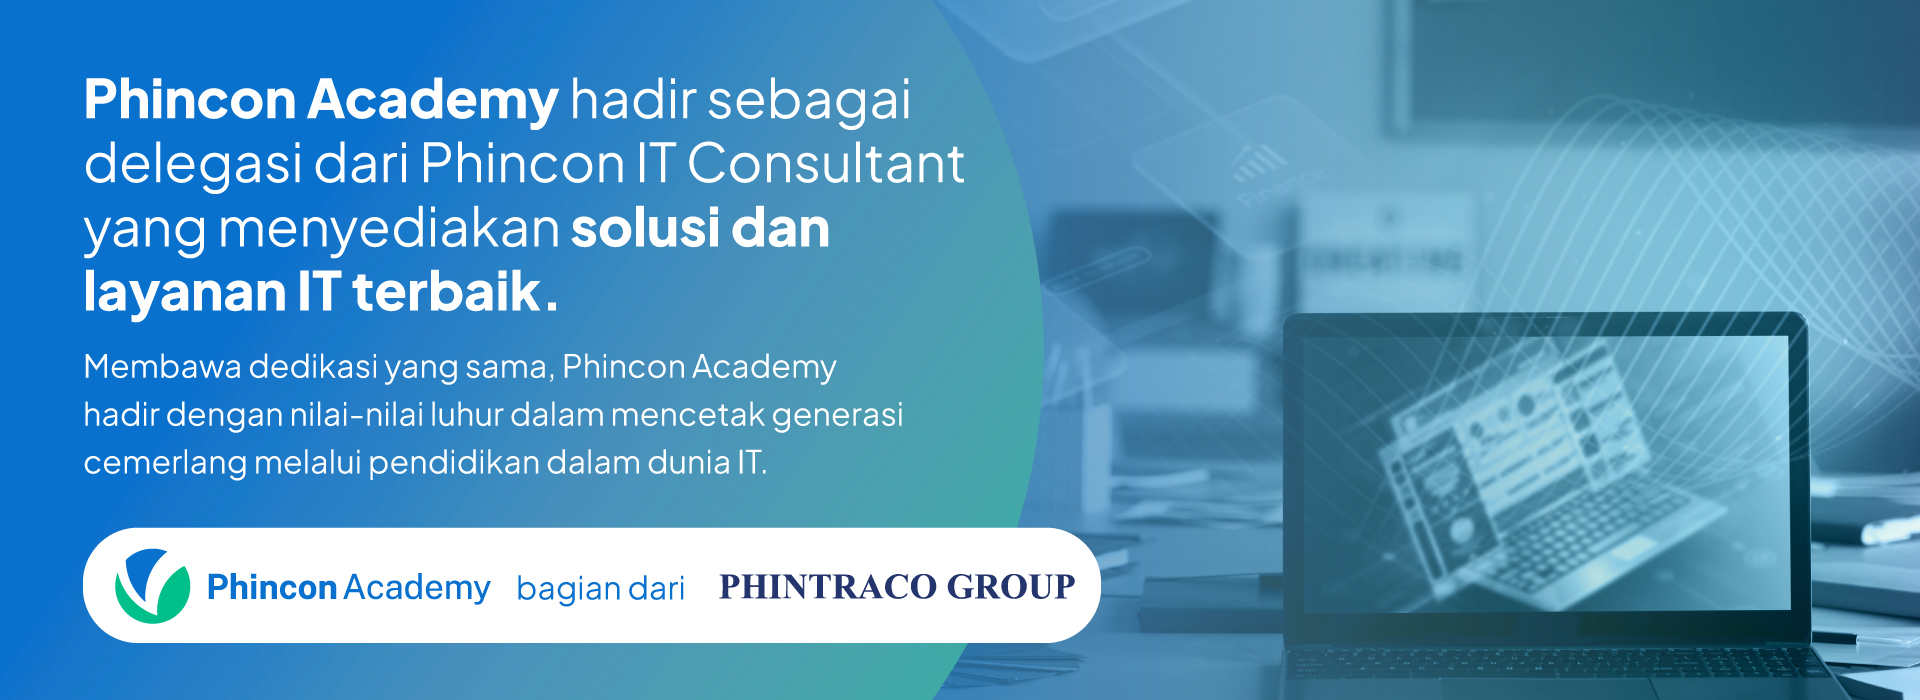 Phincon Academy hadir sebagai
delegasi dari Phincon IT Consultant
yang menyediakan solusi dan
layanan IT terbaik.
Membawa dedikasi yang sama, Phincon Academy
hadir dengan nilai-nilai luhur dalam mencetak generasi
cemerlang melalui pendidikan dalam dunia IT.
Phincon Academy bagian dari PHINTRACO GROUP
Finance